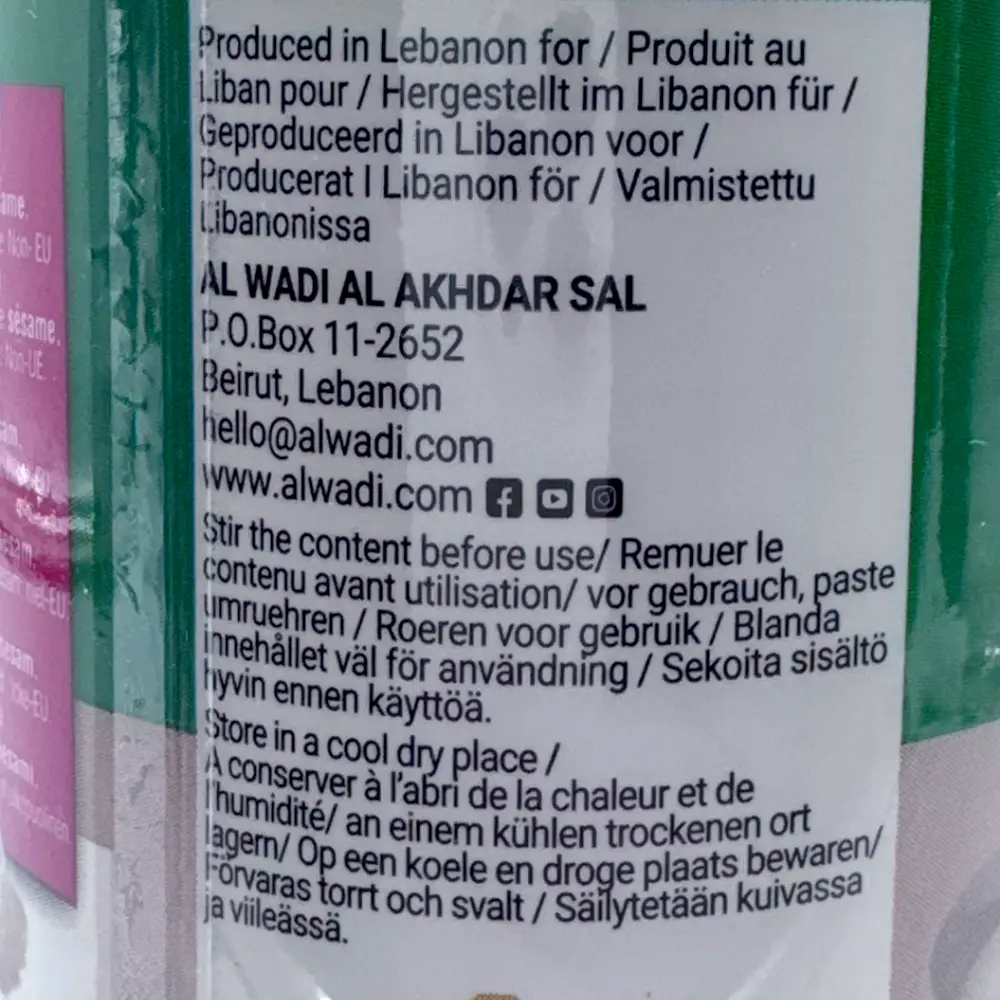 Produced in Lebanon for / Produit au
Liban pour / Hergestellt im Libanon für /
Geproduceerd in Libanon voor /
Producerat I Libanon för / Valmistettu
Libanonissa
AL WADI AL AKHDAR SAL
P.O.Box 11-2652
Beirut, Lebanon
hello@alwadi.com
www.alwadi.com
Stir the content before use/ Remuer le
contenu avant utilisation/ vor gebrauch, paste
umruehren / Roeren voor gebruik / Blanda
innehållet väl för användning / Sekoita sisältö
hyvin ennen käyttöä.
Store in a cool dry place /
A conserver à l'abri de la chaleur et de
l'humidité/ an einem kühlen trockenen ort
lagern/ Op een koele en droge plaats bewaren/
Förvaras torrt och svalt / Säilytetään kuivassa
ja viileässä.
Non- EU
sésame.
Non-UE.